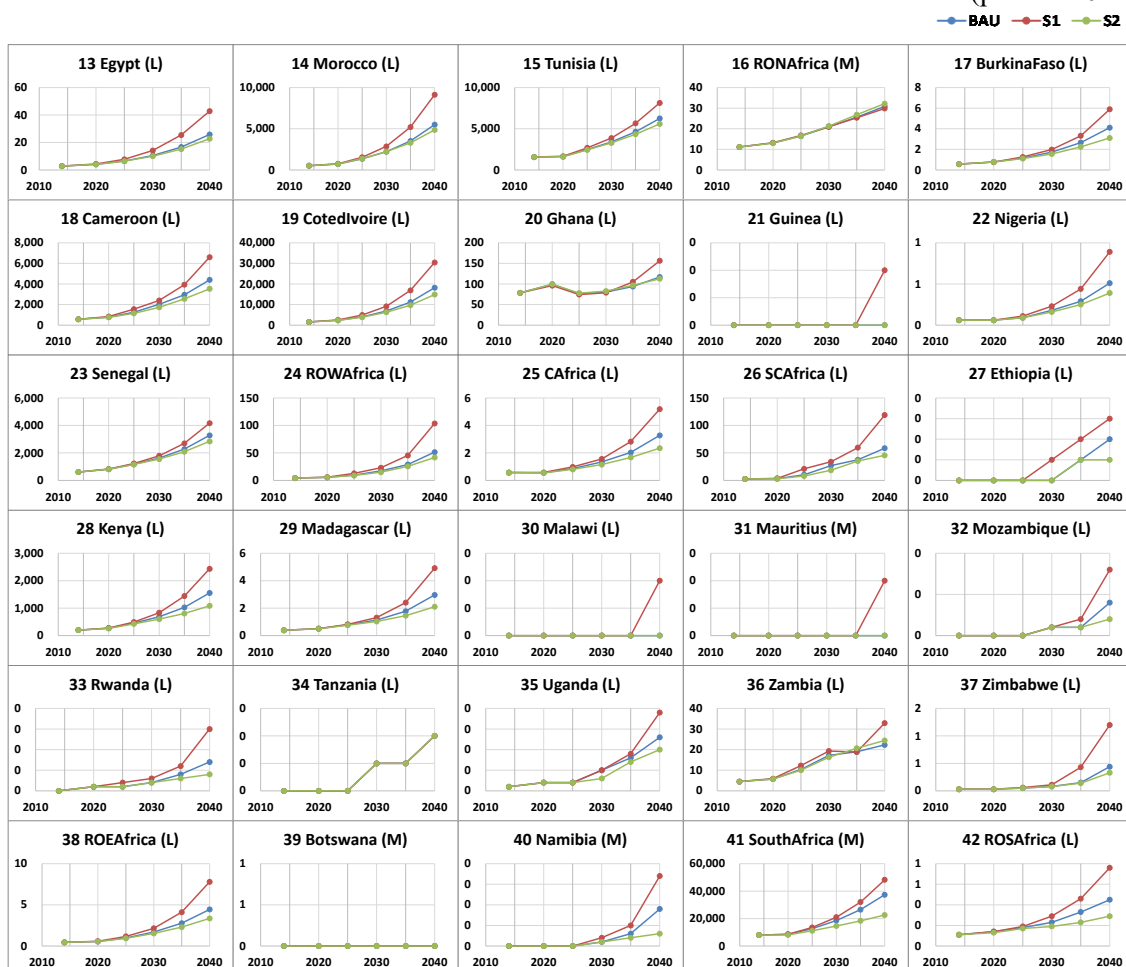 BAU S1 S2
13 Egypt (L) 14 Morocco (L) 15 Tunisia (L) 16 RONAfrica (M) 17 BurkinaFaso (L)
60 10,000 10,000 40 8
40 30 6
5,000 5,000 20 4
20 10 2
0 0 0 0 0
2010 2020 2030 2040 2010 2020 2030 2040 2010 2020 2030 2040 2010 2020 2030 2040 2010 2020 2030 2040
18 Cameroon (L) 19 CotedIvoire (L) 20 Ghana (L) 21 Guinea (L) 22 Nigeria (L)
8,000 40,000 200 0 1
6,000 30,000 150 0
4,000 20,000 100 1
2,000 10,000 50 0
0 0 0 0 0
2010 2020 2030 2040 2010 2020 2030 2040 2010 2020 2030 2040 2010 2020 2030 2040 2010 2020 2030 2040
23 Senegal (L) 24 ROWAfrica (L) 25 CAfrica (L) 26 SCAfrica (L) 27 Ethiopia (L)
6,000 150 6 150 0
0
4,000 100 4 100 0
2,000 50 2 50 0
0 0 0 0 0
2010 2020 2030 2040 2010 2020 2030 2040 2010 2020 2030 2040 2010 2020 2030 2040 2010 2020 2030 2040
28 Kenya (L) 29 Madagascar (L) 30 Malawi (L) 31 Mauritius (M) 32 Mozambique (L)
3,000 6 0 0 0
2,000 4 0 0
0
1,000 2 0 0
0 0 0 0 0
2010 2020 2030 2040 2010 2020 2030 2040 2010 2020 2030 2040 2010 2020 2030 2040 2010 2020 2030 2040
33 Rwanda (L) 34 Tanzania (L) 35 Uganda (L) 36 Zambia (L) 37 Zimbabwe (L)
0 0 0 40 2
0 0 0 30 1
0 0 20 1
0 0 0 10 1
0 0 0 0 0
2010 2020 2030 2040 2010 2020 2030 2040 2010 2020 2030 2040 2010 2020 2030 2040 2010 2020 2030 2040
38 ROEAfrica (L) 39 Botswana (M) 40 Namibia (M) 41 SouthAfrica (M) 42 ROSAfrica (L)
10 1 0 60,000 1
0 40,000 1
5 1 0 0
0 20,000 0
0 0 0 0 0
2010 2020 2030 2040 2010 2020 2030 2040 2010 2020 2030 2040 2010 2020 2030 2040 2010 2020 2030 2040